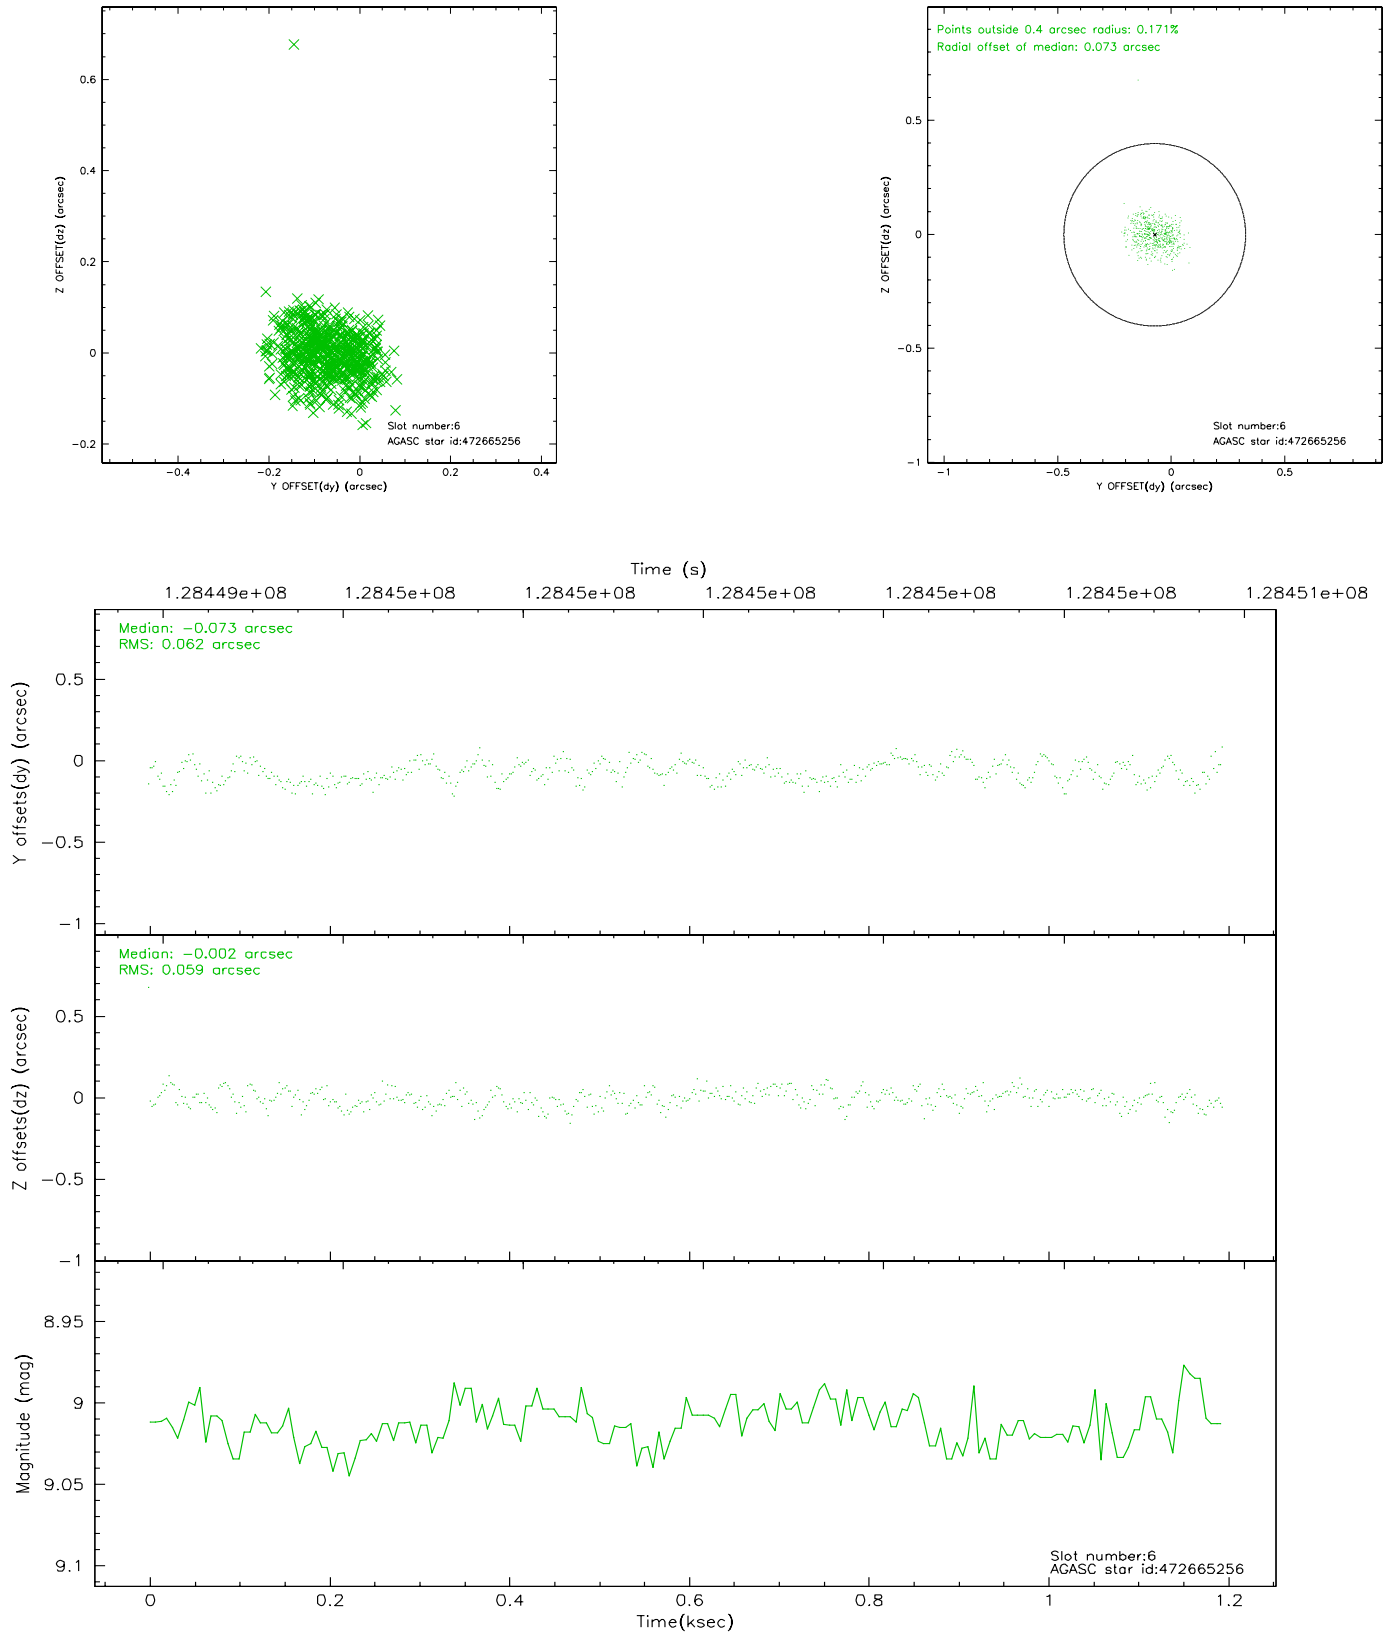 0.6
0.4
0.2
0
−0.2
−0.4
−0.2
0
0.2
0.4
Z OFFSET(dz) (arcsec)
Y OFFSET(dy) (arcsec)
Slot number:6
AGASC star id:472665256
Points outside 0.4 arcsec radius: 0.171%
Radial offset of median: 0.073 arcsec
0.5
0
−0.5
−1
−1
−0.5
0
0.5
Z OFFSET(dz) (arcsec)
Y OFFSET(dy) (arcsec)
Slot number:6
AGASC star id:472665256
Time (s)
1.28449e+08 1.2845e+08 1.2845e+08 1.2845e+08 1.2845e+08 1.2845e+08 1.28451e+08
Median: −0.073 arcsec
RMS: 0.062 arcsec
0.5
0
−0.5
−1
Y offsets(dy) (arcsec)
Median: −0.002 arcsec
RMS: 0.059 arcsec
0.5
0
−0.5
−1
Z offsets(dz) (arcsec)
8.95
9
9.05
9.1
Magnitude (mag)
Slot number:6
AGASC star id:472665256
0 0.2 0.4 0.6 0.8 1 1.2
Time(ksec)